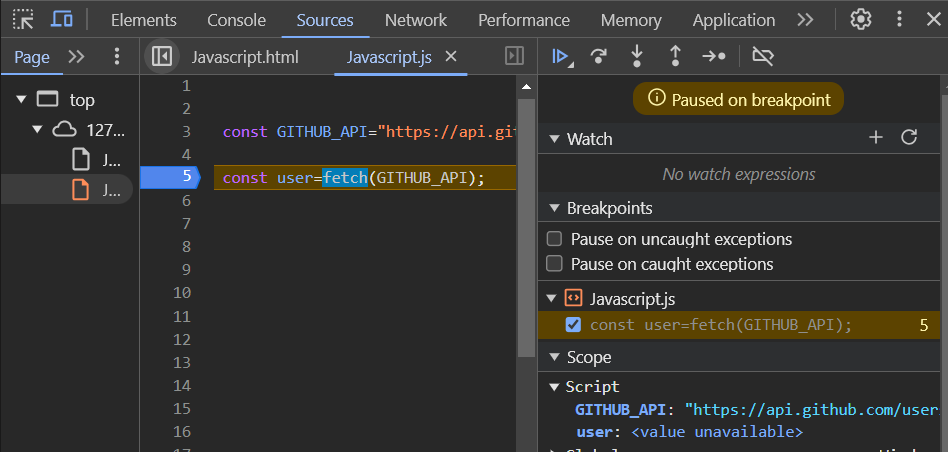 Elements Console Sources Network Performance Memory Application
Page Javascript.html Javascript.js
top
127...
J...
J...
1
2
3 const GITHUB_API="https://api.gi
4
5 const user=fetch(GITHUB_API);
6
7
8
9
10
11
12
13
14
15
16
17
Paused on breakpoint
Watch
No watch expressions
Breakpoints
Pause on uncaught exceptions
Pause on caught exceptions
Javascript.js
const user=fetch(GITHUB_API); 5
Scope
Script
GITHUB_API: "https://api.github.com/user
user: <value unavailable>